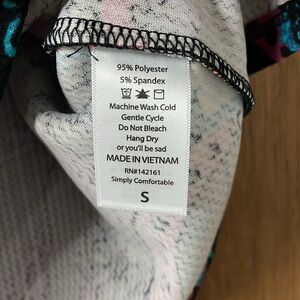 95% Polyester
5% Spandex
Machine Wash Cold
Gentle Cycle
Do Not Bleach
Hang Dry
or you'll be sad
MADE IN VIETNAM
RN#142161
Simply Comfortable
S